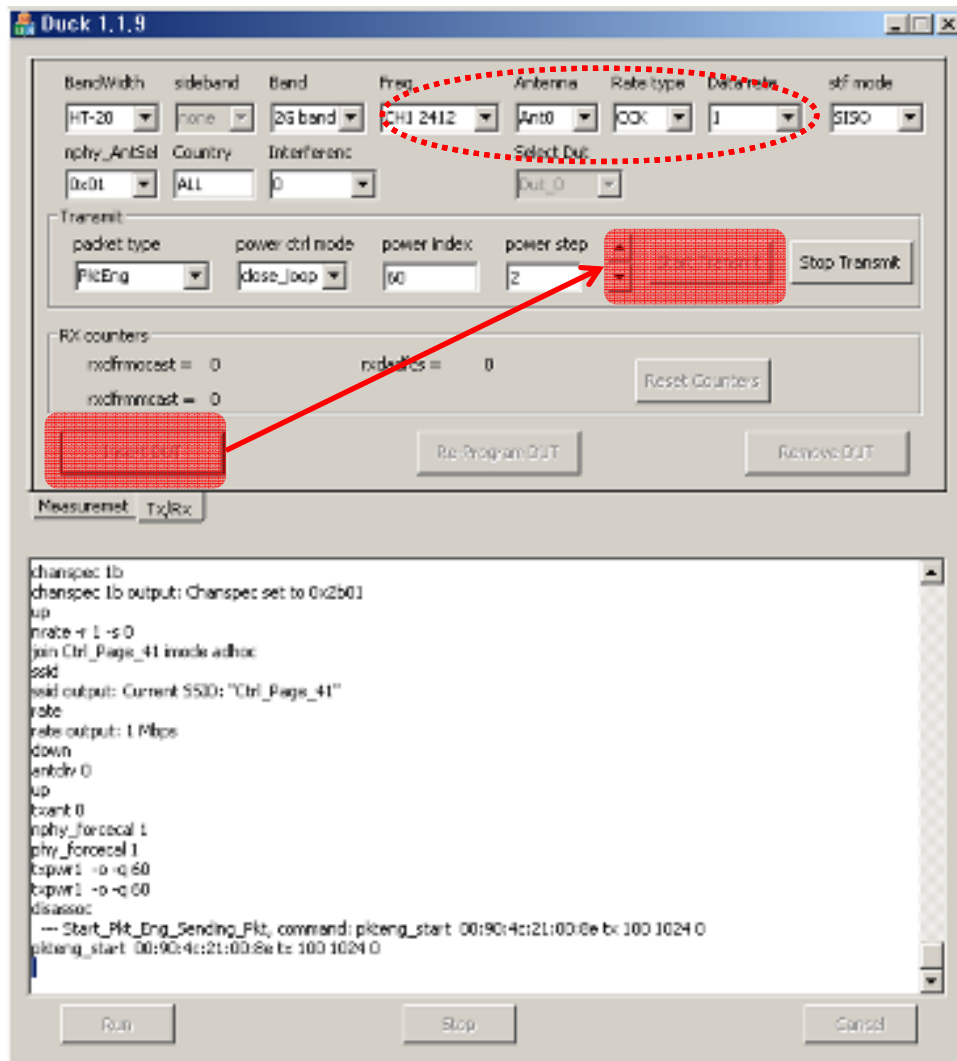 Duck 1.1.9
BandWidth sideband Band Freq. Antenna Rate type Data rate stf mode
HT-20 none 2G band CH1 2412 Ant0 CCK 1 SISO
nphy_AntSel Country Interferenc Select Dut
0x01 ALL 0 Dut_0
Transmit
packet type power ctrl mode power index power step
PktEng close_loop 60 2 Stop Transmit
RX counters
rxdfrmocast = 0 = 0
rxdfrmmcast = 0 Reset Counters
Re-Program DUT Remove DUT
Measuremet Tx/Rx
chanspec 1b
chanspec 1b output: Chanspec set to 0x2b01
up
nrate -r 1 -s 0
join Ctrl_Page_41 imode adhoc
ssid
ssid output: Current SSID: "Ctrl_Page_41"
rate
rate output: 1 Mbps
down
antdiv 0
up
txant 0
nphy_forcecal 1
phy_forcecal 1
txpwr1 -o -q 60
txpwr1 -o -q 60
disassoc
--- Start_Pkt_Eng_Sending_Pkt, command: pkteng_start 00:90:4c:21:00:8e tx 100 1024 0
pkteng_start 00:90:4c:21:00:8e tx 100 1024 0
Run Stop Cancel